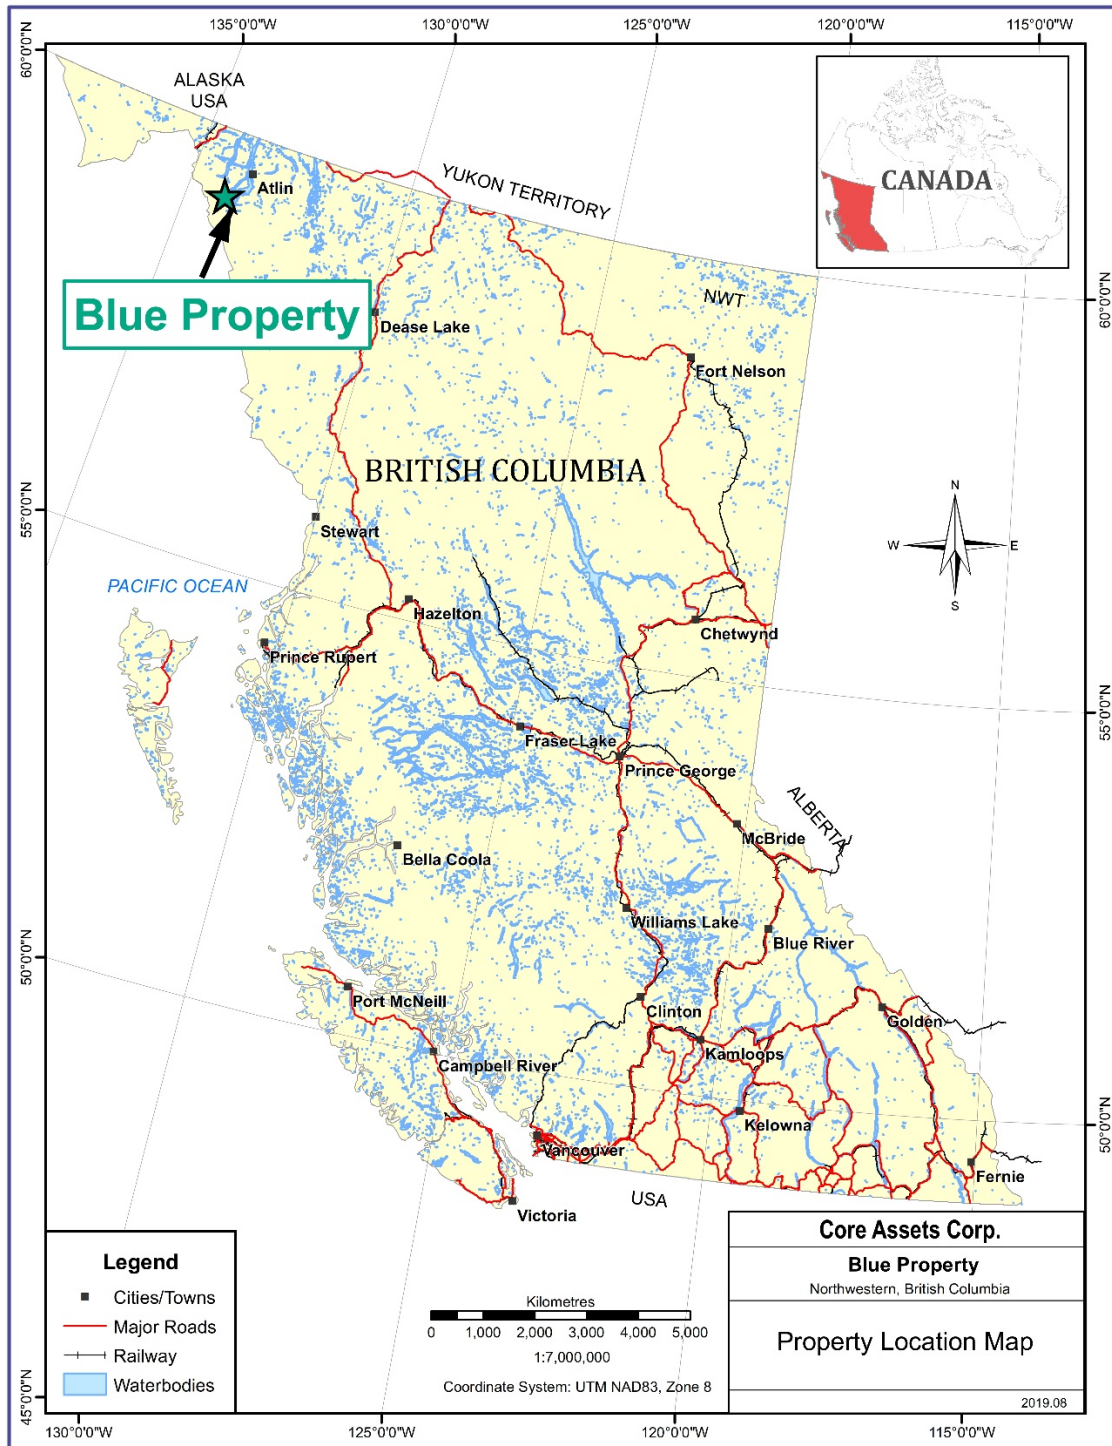 135°0'0"W
130°0'0"W
125°0'0"W
120°0'0"W
115°0'0"W
60°0'0"N
ALASKA
USA
Atlin
YUKON TERRITORY
CANADA
Blue Property
Dease Lake
NWT
60°0'0"N
Fort Nelson
BRITISH COLUMBIA
55°0'0"N
Stewart
N
W
E
S
PACIFIC OCEAN
Hazelton
Chetwynd
Prince Rupert
55°0'0"N
Fraser Lake
Prince George
ALBERTA
McBride
Bella Coola
Williams Lake
Blue River
50°0'0"N
Port McNeill
Clinton
Golden
Kamloops
Campbell River
Kelowna
50°0'0"N
Vancouver
Fernie
USA
Victoria
Legend
Cities/Towns
Major Roads
Railway
Waterbodies
Kilometres
0 1,000 2,000 3,000 4,000 5,000
1:7,000,000
Coordinate System: UTM NAD83, Zone 8
Core Assets Corp.
Blue Property
Northwestern, British Columbia
Property Location Map
2019.08
45°0'0"N
130°0'0"W
125°0'0"W
120°0'0"W
115°0'0"W